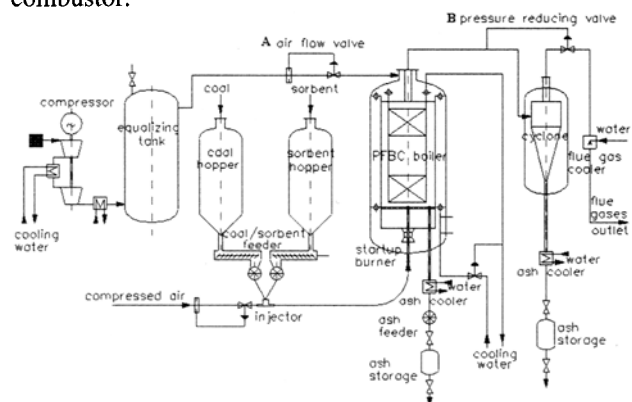 combustor.
B pressure reducing valve
A air flow valve
coal
sorbent
compressor
equalizing
tank
coal
hopper
sorbent
hopper
PFBC boiler
cyclone
water
flue gas
cooler
flue
gases
outlet
cooling
water
coal/sorbent
feeder
startup
burner
water
ash cooler
water
ash
cooler
compressed air
injector
ash
feeder
ash
storage
cooling
water
ash
storage